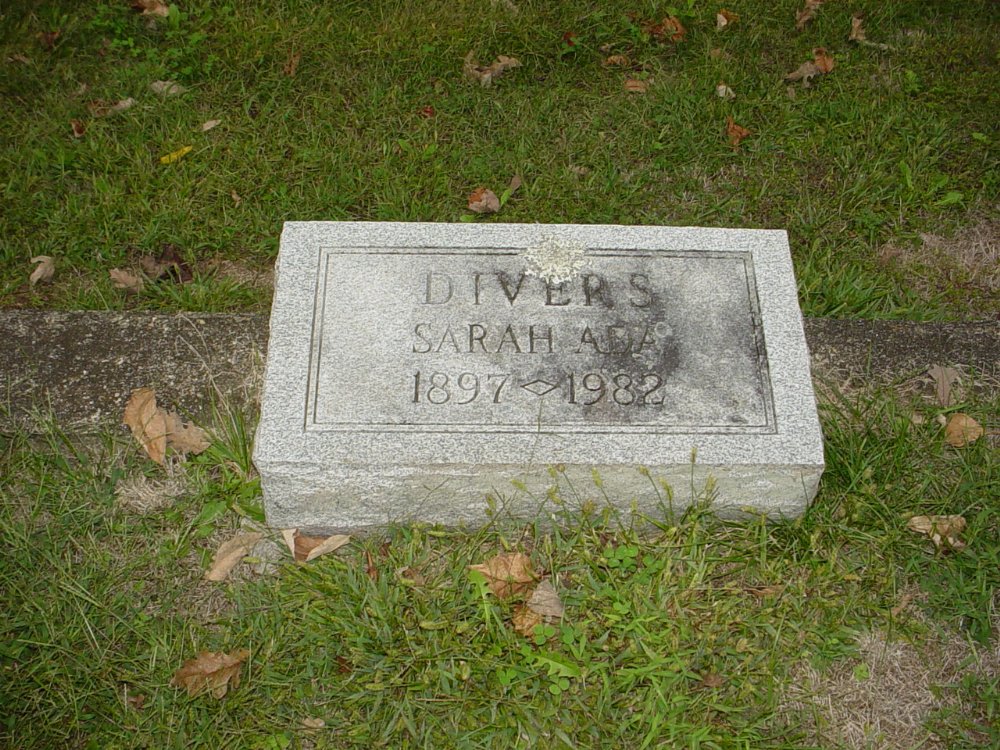 DIVERS
SARAH ADA
1897 ◇ 1982